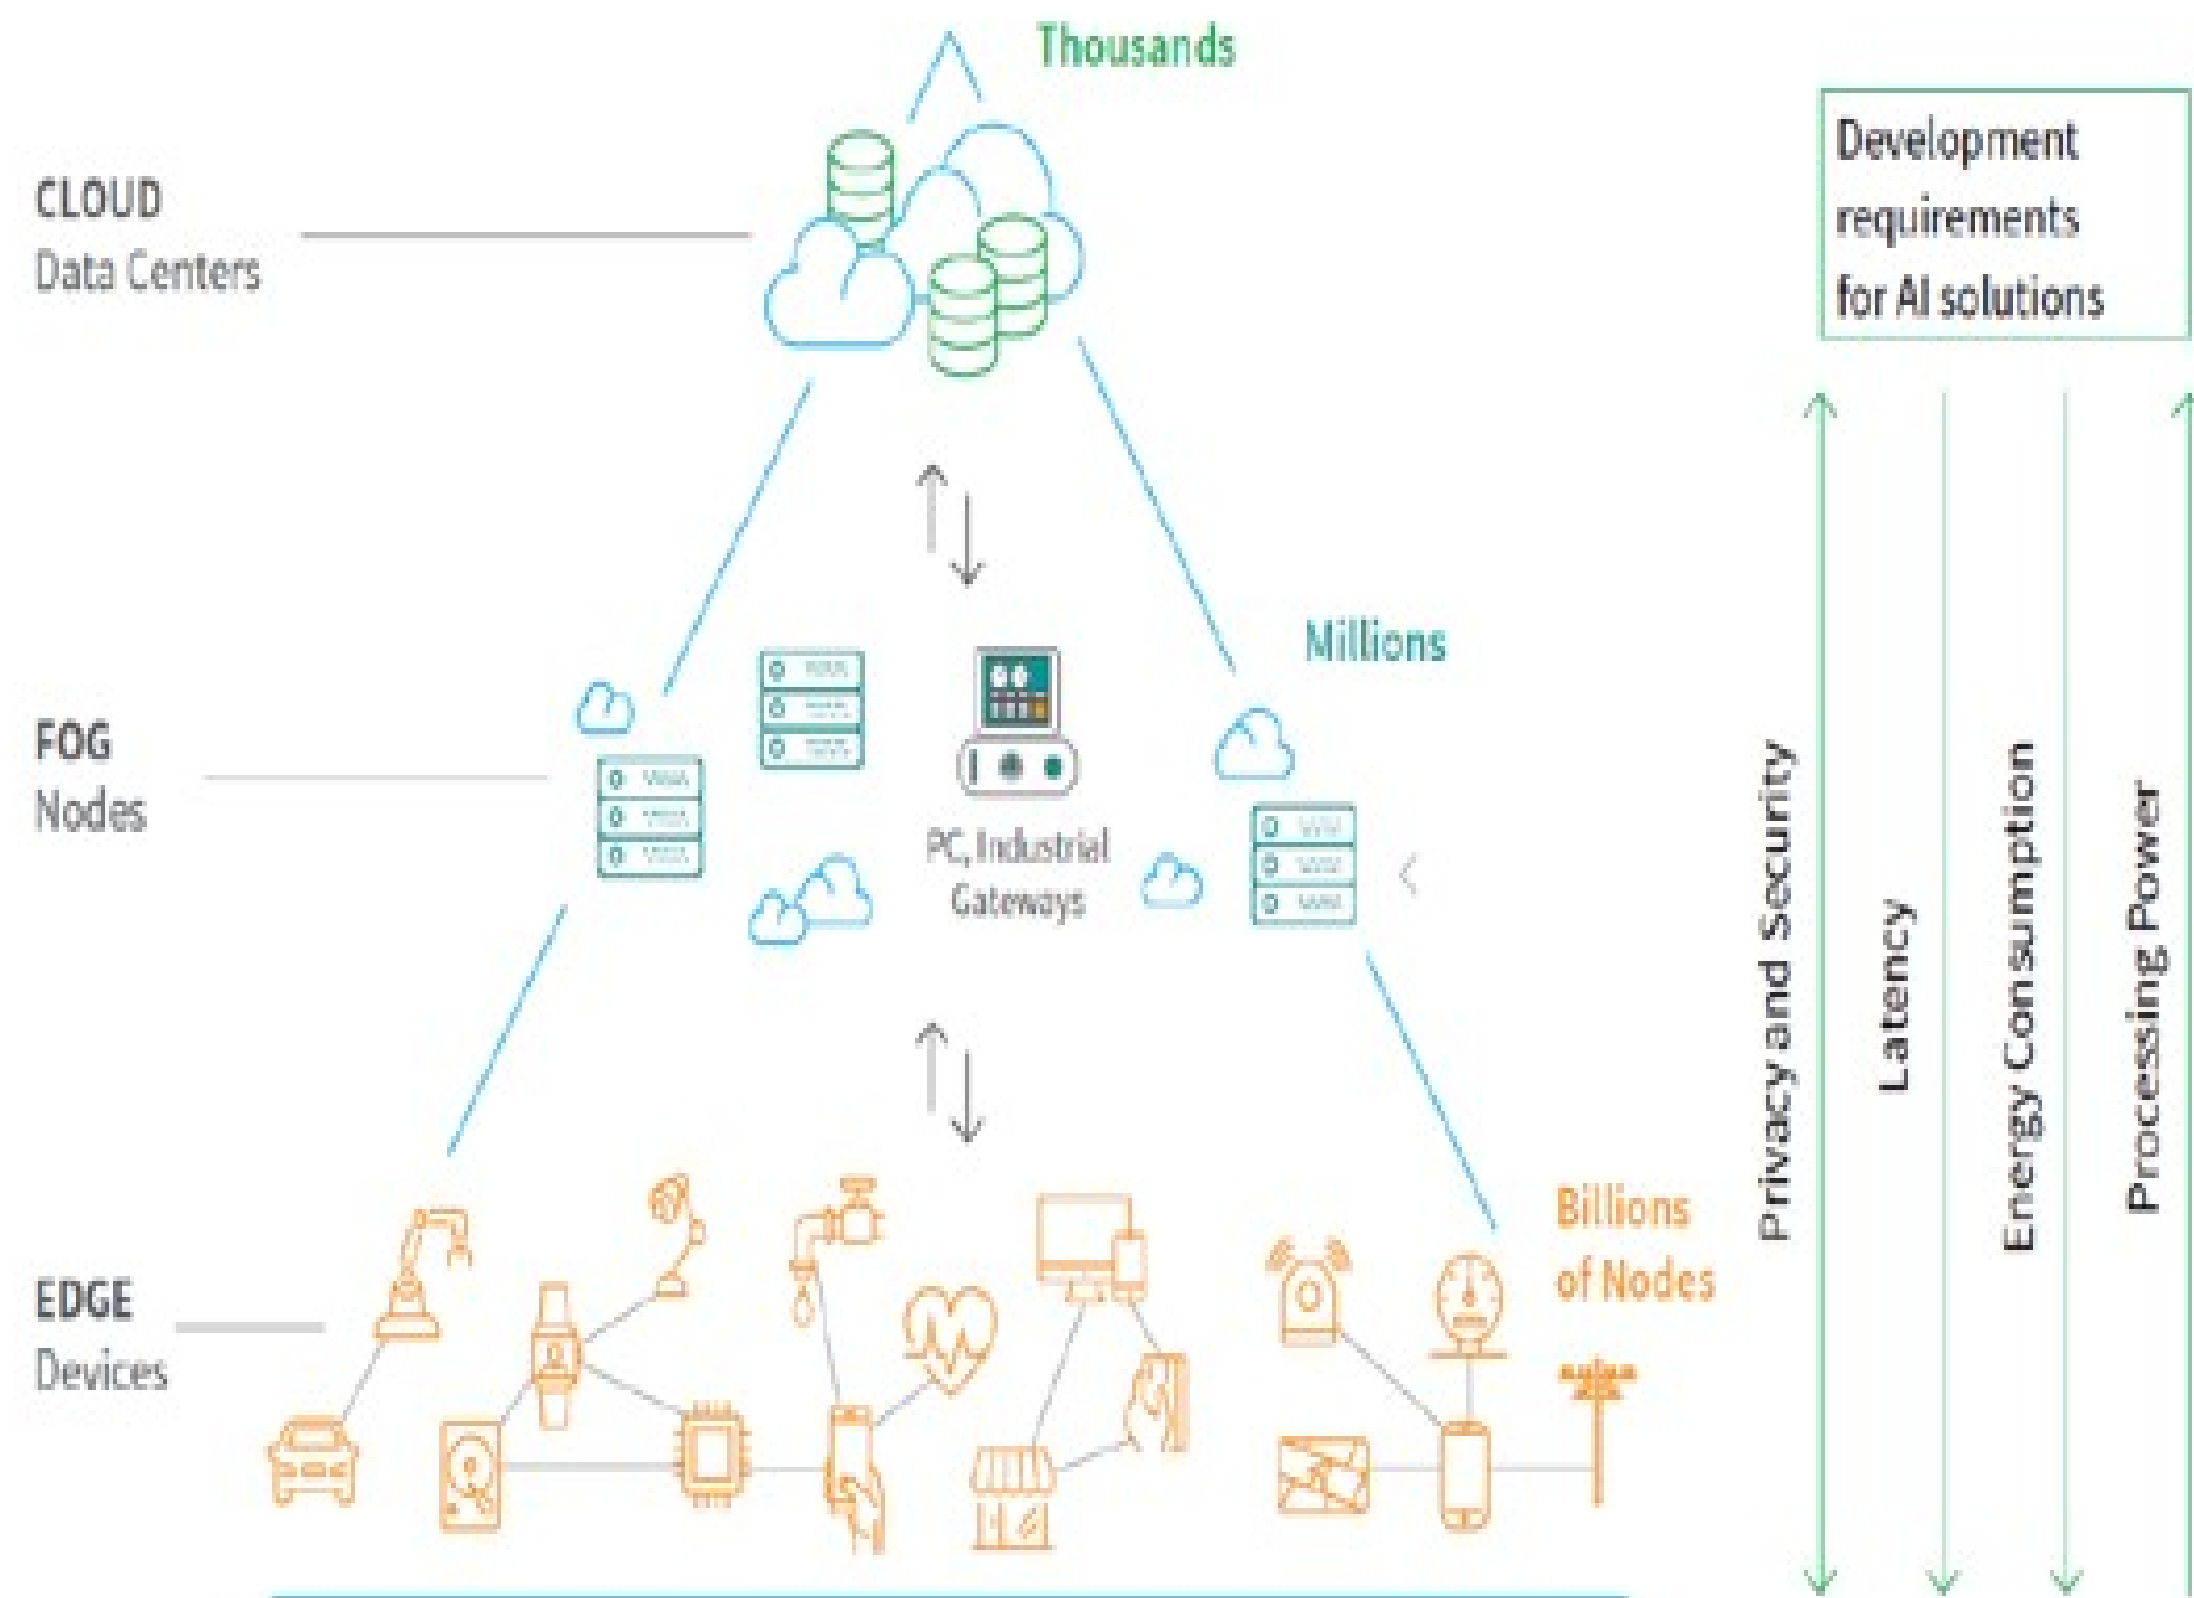 Thousands
CLOUD
Data Centers
Development
requirements
for AI solutions
Millions
FOG
Nodes
PC, Industrial
Gateways
Privacy and Security
Latency
Energy Consumption
Processing Power
Billions
of Nodes
EDGE
Devices